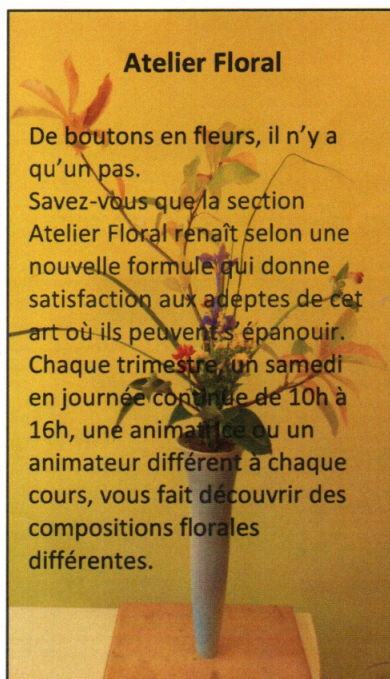 Atelier Floral
De boutons en fleurs, il n'y a
qu'un pas.
Savez-vous que la section
Atelier Floral renaît selon une
nouvelle formule qui donne
satisfaction aux adeptes de cet
art où ils peuvent s'épanouir.
Chaque trimestre, un samedi
en journée continue de 10h à
16h, une animatrice ou un
animateur différent à chaque
cours, vous fait découvrir des
compositions florales
différentes.